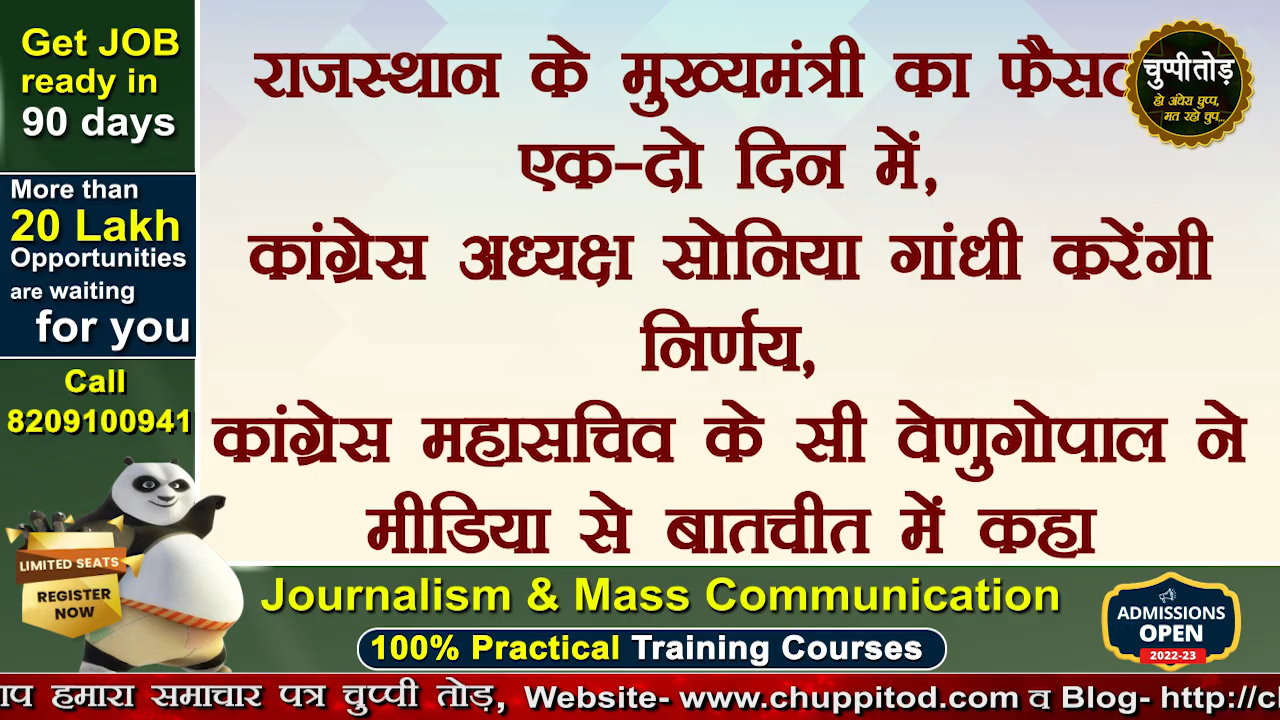 Get JOB
ready in
90 days
More than
20 Lakh
Opportunities
are waiting
for you
Call
8209100941
LIMITED SEATS
REGISTER
NOW
राजस्थान के मुख्यमंत्री का
एक-दो दिन में,
कांग्रेस अध्यक्ष सोनिया गांधी करेंगी
निर्णय,
कांग्रेस महासचिव के सी वेणुगोपाल ने
मीडिया से बातचीत में कहा
चुप्पी तोड़
हो अंधेरा घुप्प,
मत रहो चुप...
Journalism & Mass Communication
100% Practical Training Courses
ADMISSIONS
OPEN
2022-23
हमारा समाचार पत्र चुप्पी तोड़, Website- www.chuppitod.com व Blog- http://